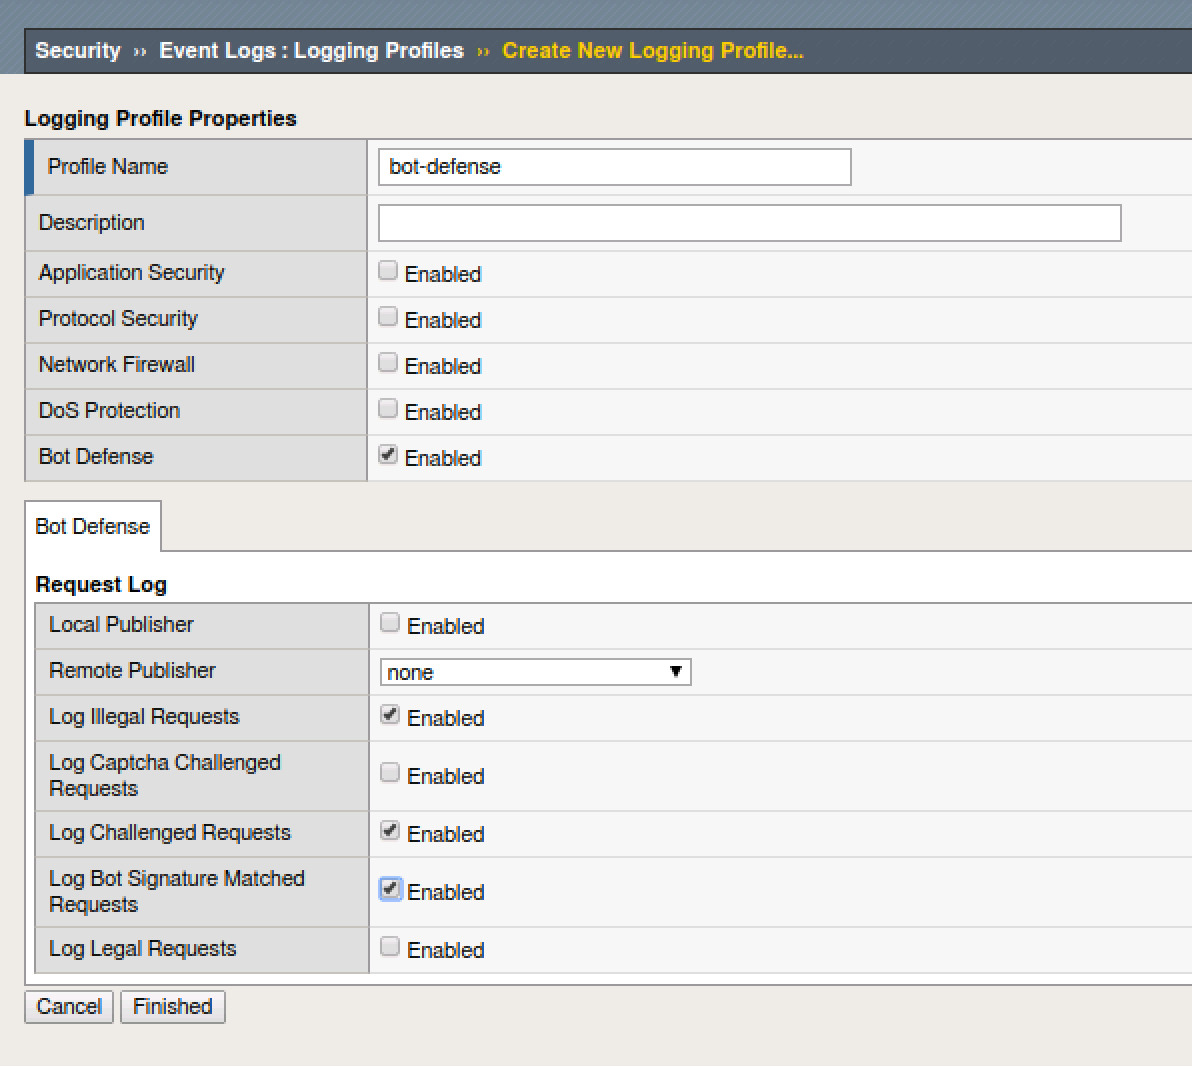 Security ›› Event Logs : Logging Profiles ›› Create New Logging Profile...
Logging Profile Properties
Profile Name bot-defense
Description
Application Security Enabled
Protocol Security Enabled
Network Firewall Enabled
DoS Protection Enabled
Bot Defense Enabled
Bot Defense
Request Log
Local Publisher Enabled
Remote Publisher none
Log Illegal Requests Enabled
Log Captcha Challenged
Requests Enabled
Log Challenged Requests Enabled
Log Bot Signature Matched
Requests Enabled
Log Legal Requests Enabled
Cancel Finished